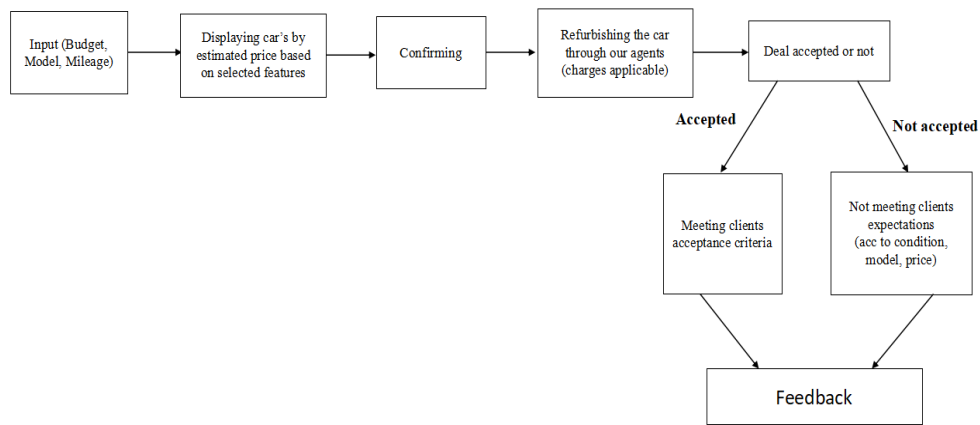 Input (Budget,
Model, Mileage)
Displaying car's by
estimated price based
on selected features
Confirming
Refurbishing the car
through our agents
(charges applicable)
Deal accepted or not
Accepted
Not accepted
Meeting clients
acceptance criteria
Not meeting clients
expectations
(acc to condition,
model, price)
Feedback